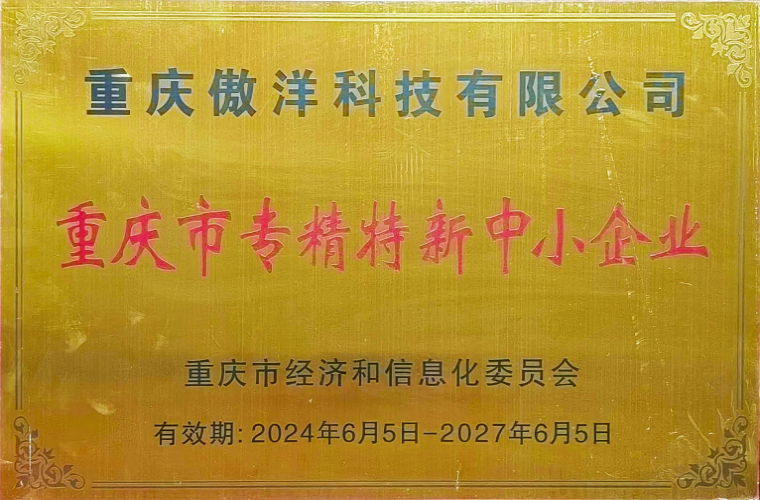 重庆傲洋科技有限公司
重庆市专精特新中小企业
重庆市经济和信息化委员会
有效期:2024年6月5日-2027年6月5日